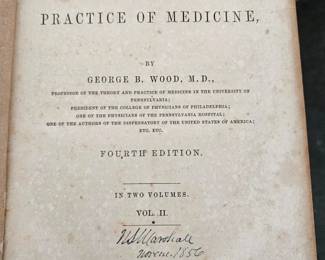 PRACTICE OF MEDICINE,
BY
GEORGE B. WOOD, M.D.,
PROFESSOR OF THE THEORY AND PRACTICE OF MEDICINE IN THE UNIVERSITY OF
PENNSYLVANIA;
PRESIDENT OF THE COLLEGE OF PHYSICIANS OF PHILADELPHIA;
ONE OF THE PHYSICIANS OF THE PENNSYLVANIA HOSPITAL;
ONE OF THE AUTHORS OF THE DISPENSATORY OF THE UNITED STATES OF AMERICA;
ETC. ETC.
FOURTH EDITION.
IN TWO VOLUMES.
VOL. II.
Marshall
1856